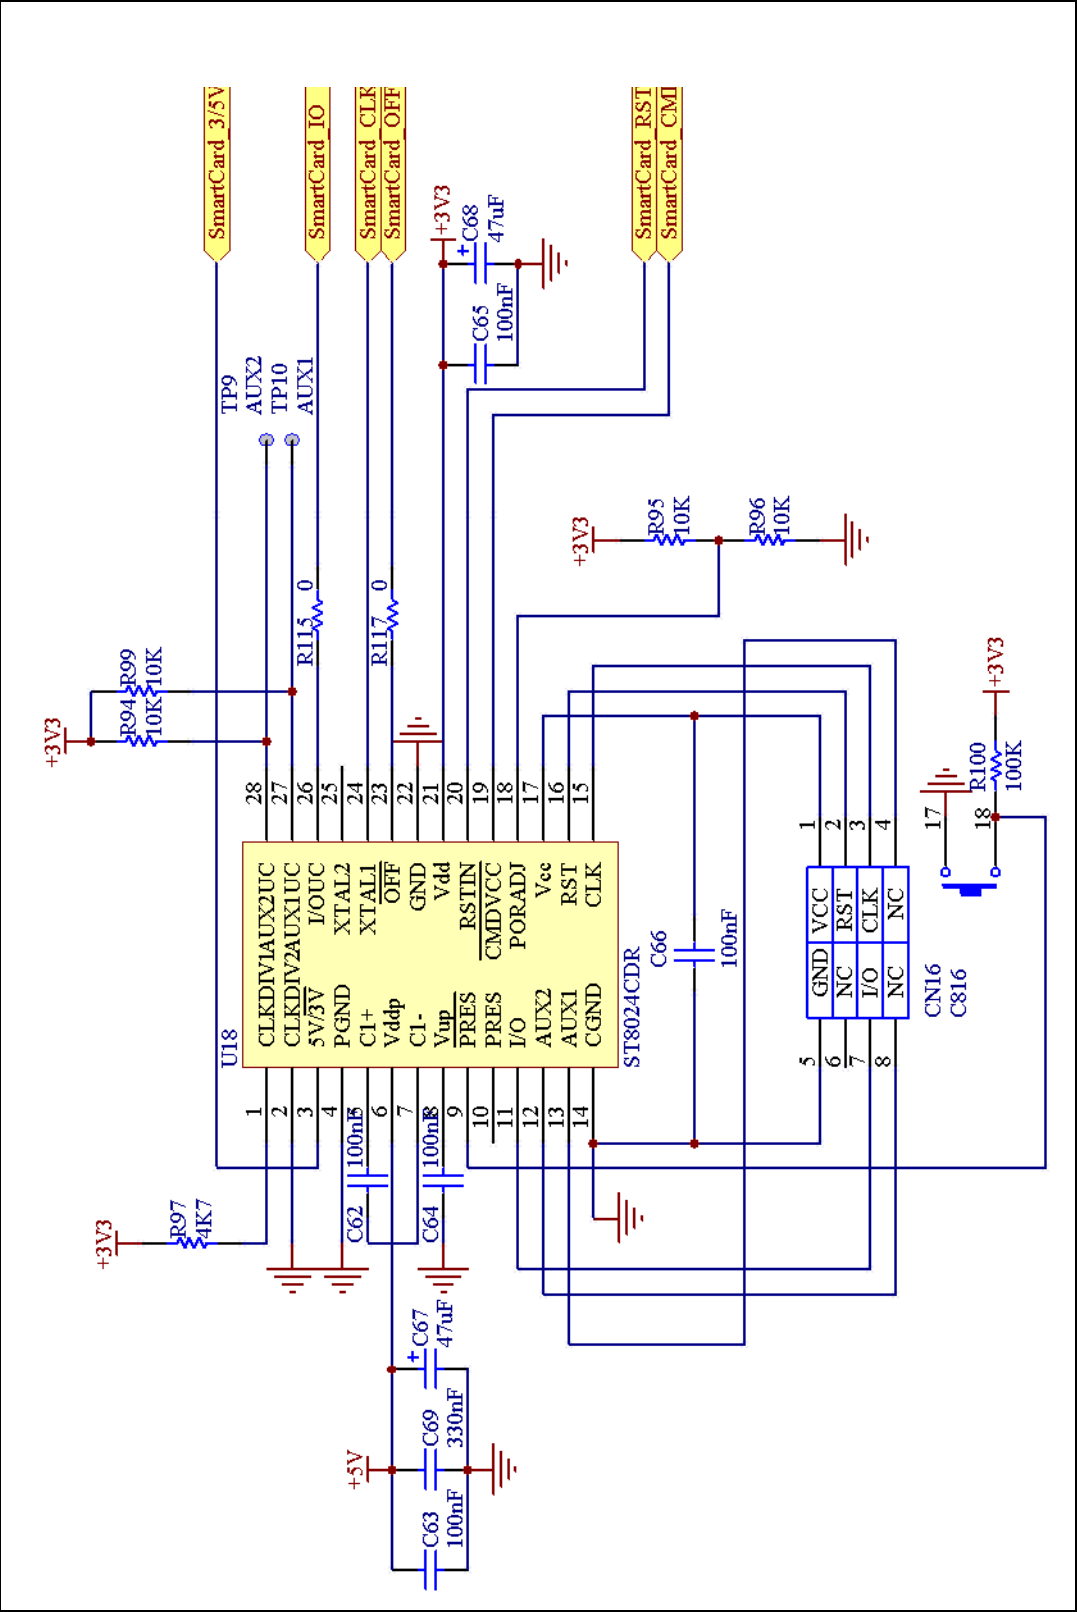 SmartCard_3/5V
SmartCard_IO
SmartCard_CLK
SmartCard_OFF
SmartCard_RST
SmartCard_CMD
+3V3
C68
47uF
C65
100nF
TP9
AUX2
TP10
AUX1
+3V3
R95
10K
R96
10K
R115
0
R117
0
+3V3
R99
10K
R94
10K
+3V3
R100
100K
28
27
26
25
24
23
22
21
20
19
18
17
16
15
U18
CLKDIV1 AUX2UC
CLKDIV2 AUX1UC
5V/3V I/OUC
PGND XTAL2
C1+ XTAL1
Vddp OFF
C1- GND
Vup Vdd
PRES RSTIN
PRES CMDVCC
I/O PORADJ
AUX2 Vcc
AUX1 RST
CGND CLK
ST8024CDR
1
2
3
4
5
6
7
8
9
10
11
12
13
14
C66
100nF
1
2
3
4
17
18
GND VCC
NC RST
I/O CLK
NC NC
5
6
7
8
CN16
C816
+3V3
R97
4K7
C62
100nF
C64
100nF
+5V
C67
47uF
C69
330nF
C63
100nF